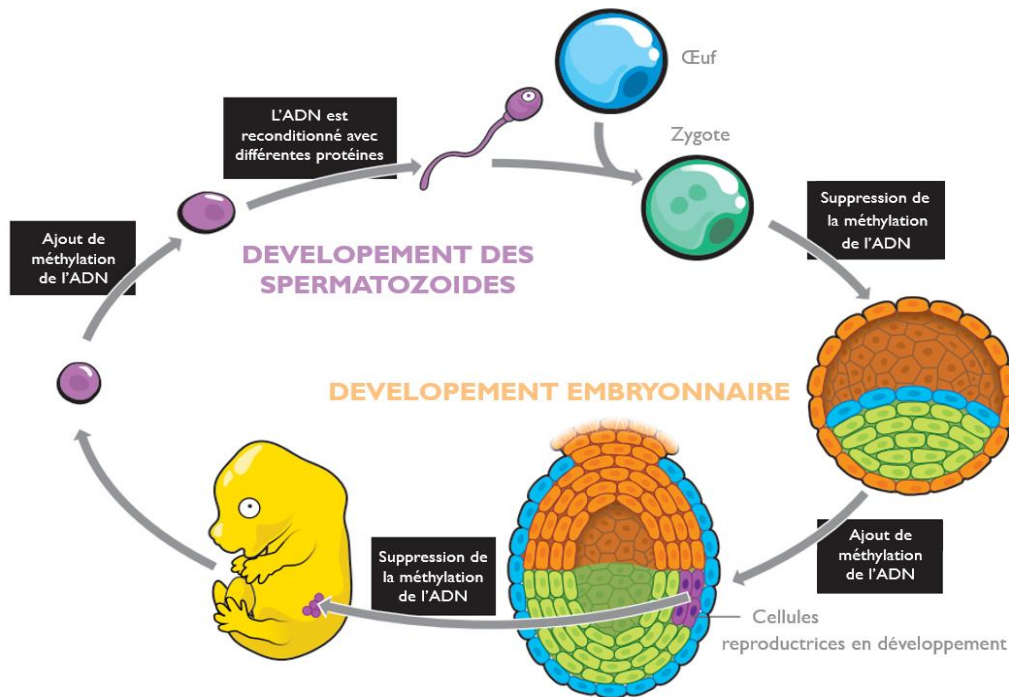 Œuf
L'ADN est
reconditionné avec
différentes protéines
Zygote
Suppression de
la méthylation
de l'ADN
Ajout de
méthylation
de l'ADN
DEVELOPEMENT DES
SPERMATOZOIDES
DEVELOPEMENT EMBRYONNAIRE
Ajout de
méthylation
de l'ADN
Suppression de
la méthylation
de l'ADN
Cellules
reproductrices en développement